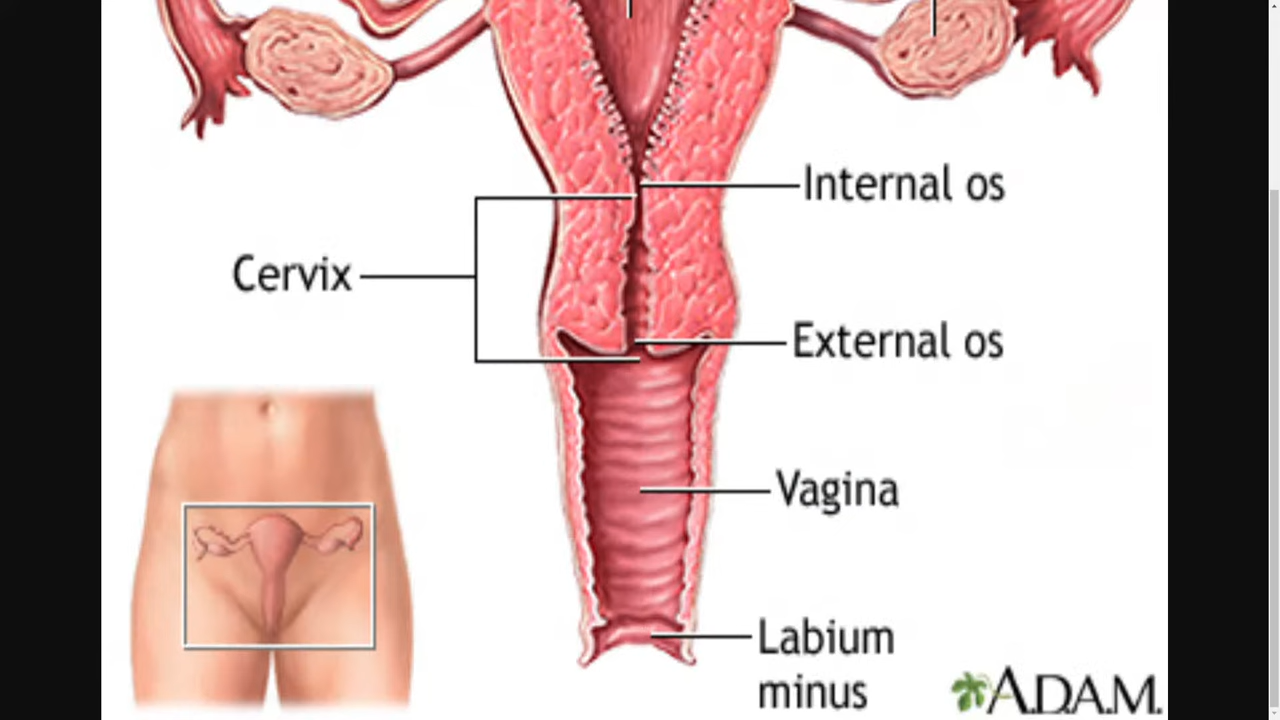 Internal os
Cervix
External os
Vagina
Labium
minus
A.D.A.M.